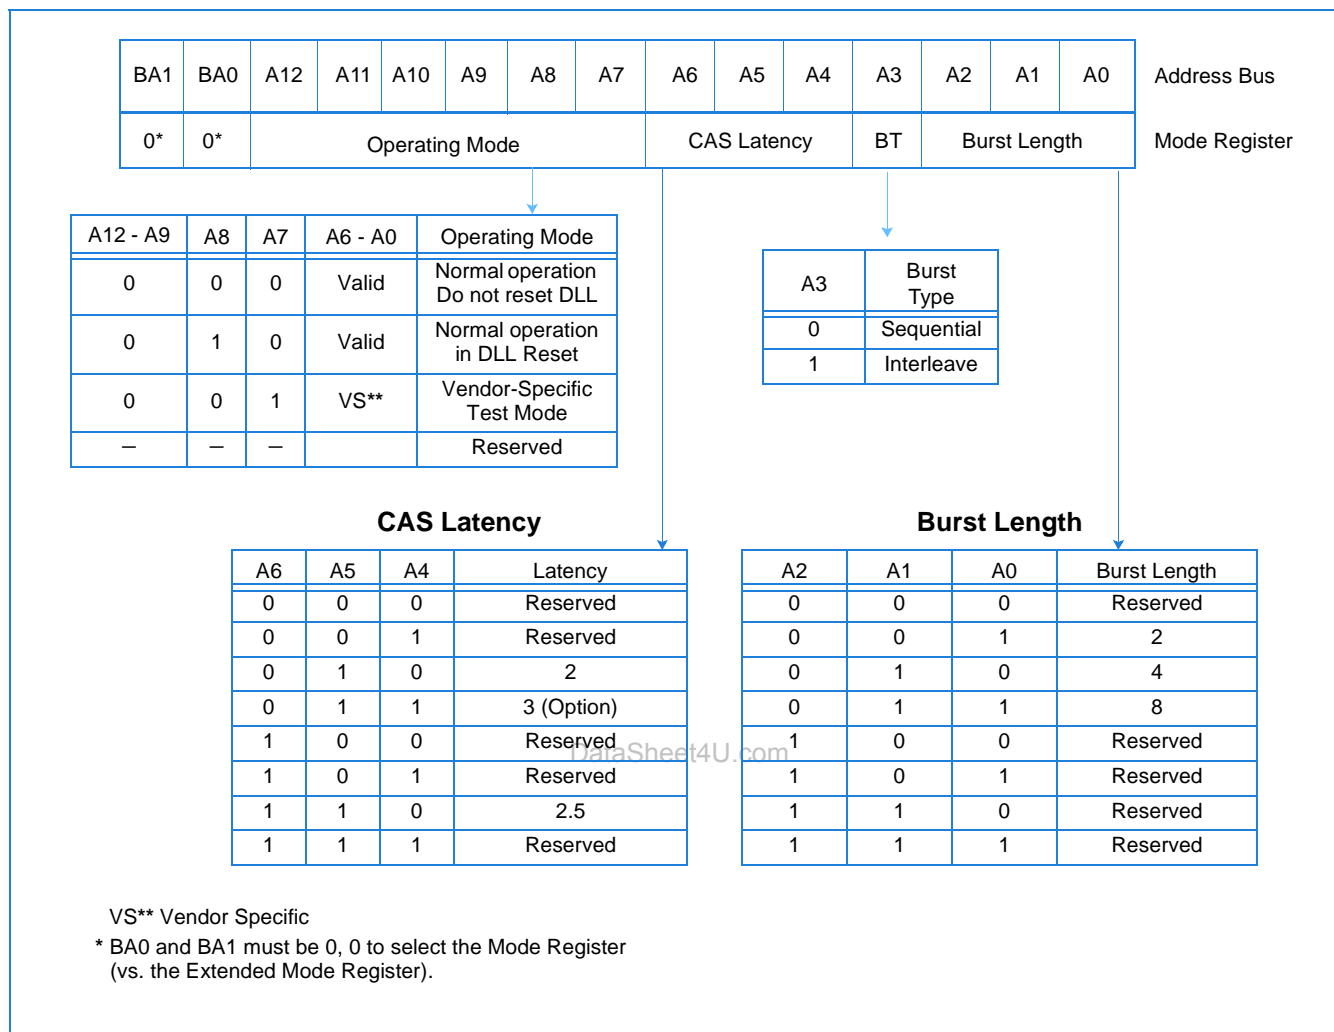 BA1 BA0 A12 A11 A10 A9 A8 A7 A6 A5 A4 A3 A2 A1 A0 Address Bus
0* 0* Operating Mode CAS Latency BT Burst Length Mode Register
A12 - A9 A8 A7 A6 - A0 Operating Mode
0 0 0 Valid Normal operation
Do not reset DLL
0 1 0 Valid Normal operation
in DLL Reset
0 0 1 VS** Vendor-Specific
Test Mode
– – – Reserved
A3 Burst
Type
0 Sequential
1 Interleave
CAS Latency
A6 A5 A4 Latency
0 0 0 Reserved
0 0 1 Reserved
0 1 0 2
0 1 1 3 (Option)
1 0 0 Reserved
1 0 1 Reserved
1 1 0 2.5
1 1 1 Reserved
Burst Length
A2 A1 A0 Burst Length
0 0 0 Reserved
0 0 1 2
0 1 0 4
0 1 1 8
1 0 0 Reserved
1 0 1 Reserved
1 1 0 Reserved
1 1 1 Reserved
DataSheet4U.com
VS** Vendor Specific
* BA0 and BA1 must be 0, 0 to select the Mode Register
(vs. the Extended Mode Register).